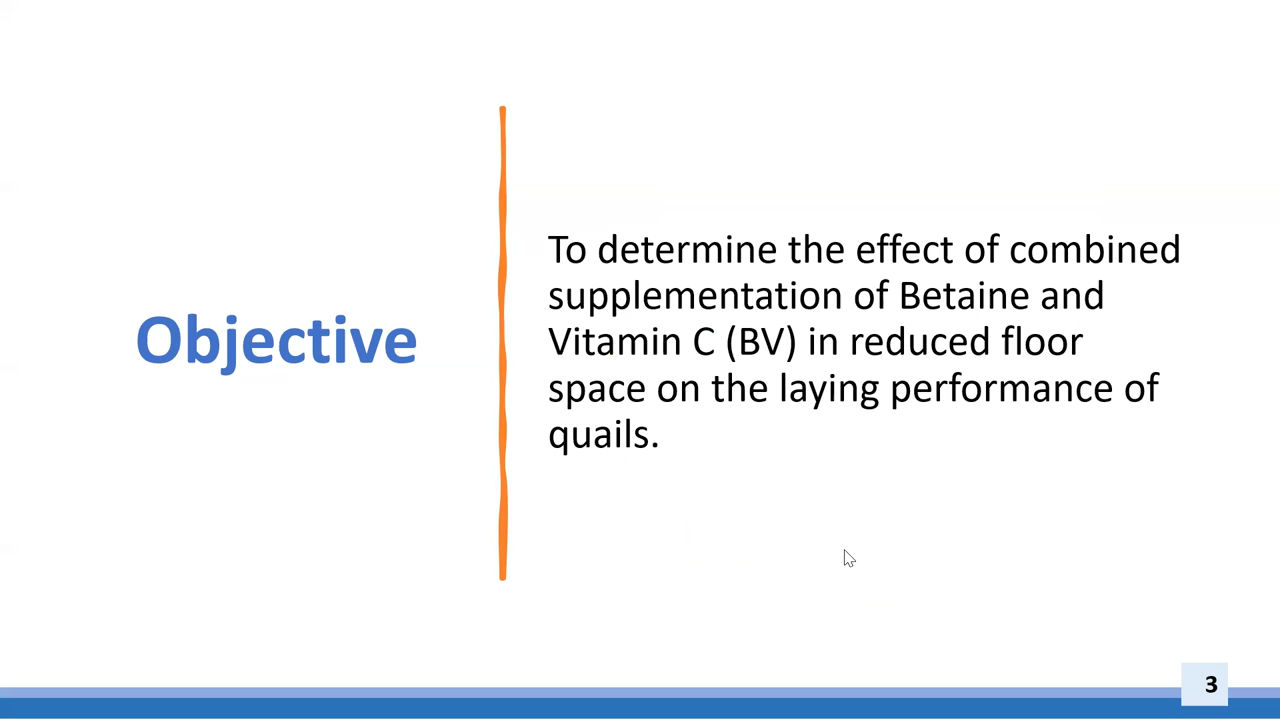 Objective
To determine the effect of combined
supplementation of Betaine and
Vitamin C (BV) in reduced floor
space on the laying performance of
quails.
3